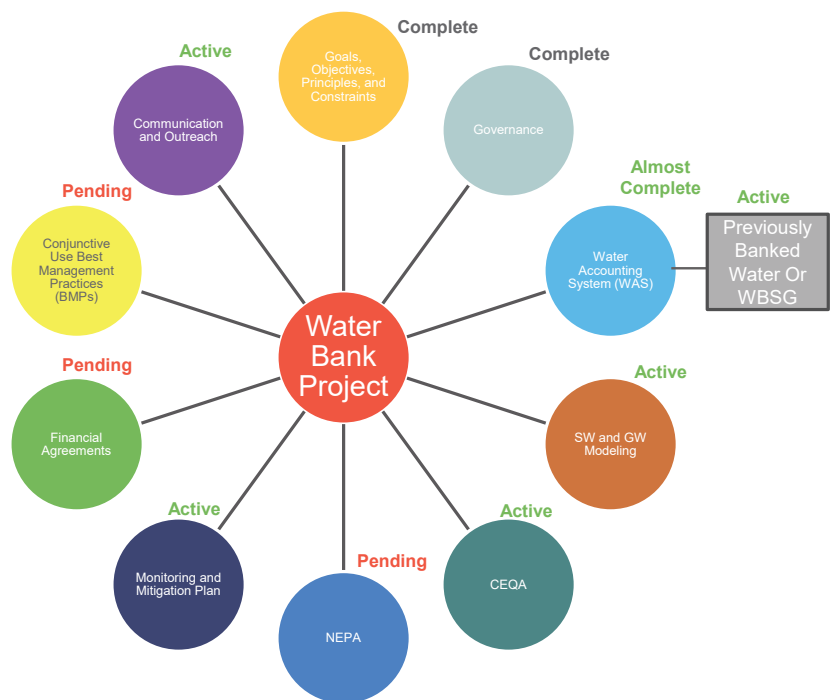 Complete
Goals,
Objectives,
Principles, and
Constraints
Complete
Governance
Almost
Complete
Water
Accounting
System (WAS)
Active
Previously
Banked
Water Or
WBSG
Active
SW and GW
Modeling
Active
CEQA
Pending
NEPA
Active
Monitoring and
Mitigation Plan
Pending
Financial
Agreements
Pending
Conjunctive
Use Best
Management
Practices
(BMPs)
Active
Communication
and Outreach
Water
Bank
Project